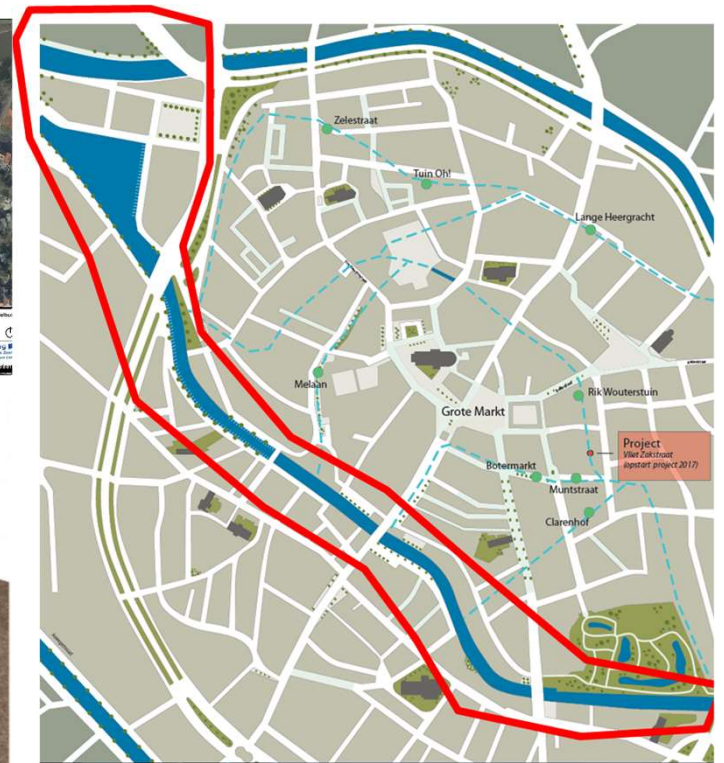 Zelestraat
Tuin Oh!
Lange Heergracht
Melaan
Rik Wouterstuin
Grote Markt
Project
Vliet Zakstraat
(opstart project 2017)
Botermarkt
Muntstraat
Clarenhof